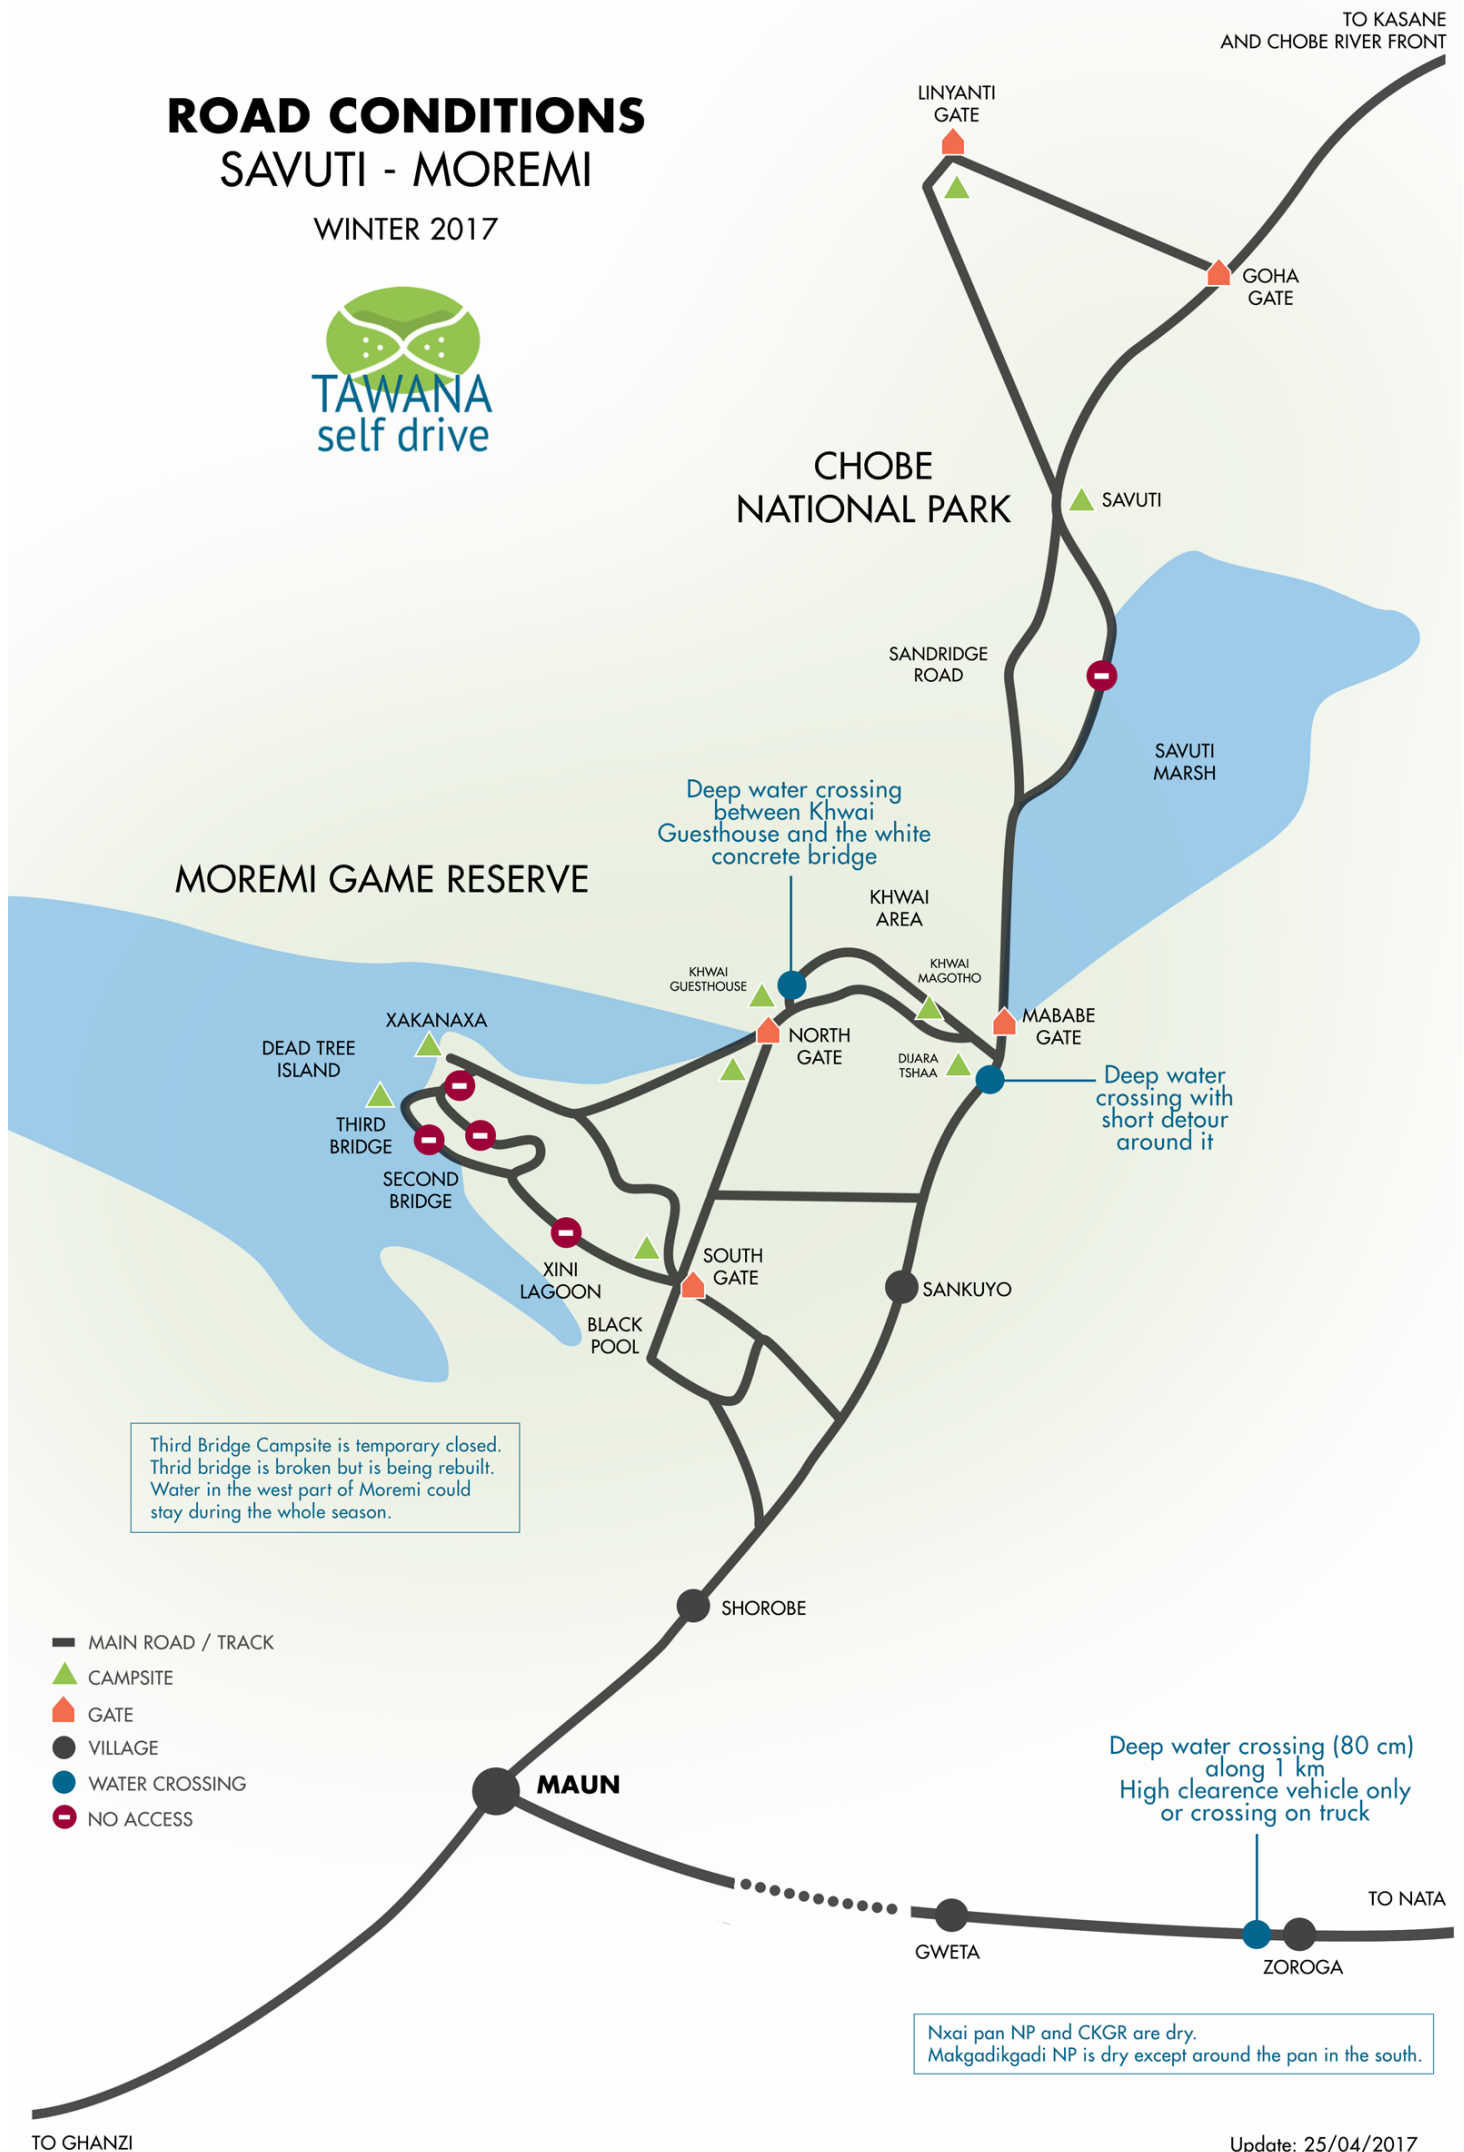 TO KASANE
AND CHOBE RIVER FRONT
ROAD CONDITIONS
SAVUTI - MOREMI
WINTER 2017
TAWANA
self drive
LINYANTI
GATE
GOHA
GATE
CHOBE
NATIONAL PARK
SAVUTI
SANDRIDGE
ROAD
SAVUTI
MARSH
Deep water crossing
between Khwai
Guesthouse and the white
concrete bridge
MOREMI GAME RESERVE
KHWAI
AREA
KHWAI
GUESTHOUSE
KHWAI
MAGOTHO
XAKANAXA
DEAD TREE
ISLAND
NORTH
GATE
MABABE
GATE
DIJARA
TSHAA
Deep water
crossing with
short detour
around it
THIRD
BRIDGE
SECOND
BRIDGE
XINI
LAGOON
SOUTH
GATE
SANKUYO
BLACK
POOL
Third Bridge Campsite is temporary closed.
Thrid bridge is broken but is being rebuilt.
Water in the west part of Moremi could
stay during the whole season.
SHOROBE
MAIN ROAD / TRACK
CAMPSITE
GATE
VILLAGE
WATER CROSSING
NO ACCESS
MAUN
Deep water crossing (80 cm)
along 1 km
High clearence vehicle only
or crossing on truck
TO NATA
GWETA
ZOROGA
Nxai pan NP and CKGR are dry.
Makgadikgadi NP is dry except around the pan in the south.
TO GHANZI
Update: 25/04/2017